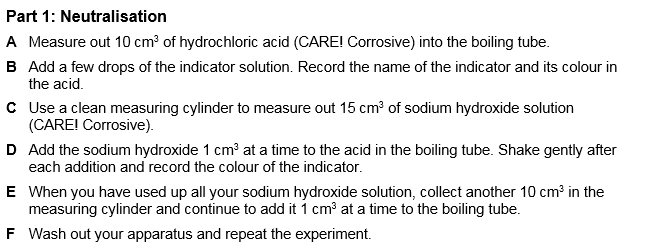 Part 1: Neutralisation
A Measure out 10 cm³ of hydrochloric acid (CARE! Corrosive) into the boiling tube.
B Add a few drops of the indicator solution. Record the name of the indicator and its colour in
the acid.
C Use a clean measuring cylinder to measure out 15 cm³ of sodium hydroxide solution
(CARE! Corrosive).
D Add the sodium hydroxide 1 cm³ at a time to the acid in the boiling tube. Shake gently after
each addition and record the colour of the indicator.
E When you have used up all your sodium hydroxide solution, collect another 10 cm³ in the
measuring cylinder and continue to add it 1 cm³ at a time to the boiling tube.
F Wash out your apparatus and repeat the experiment.